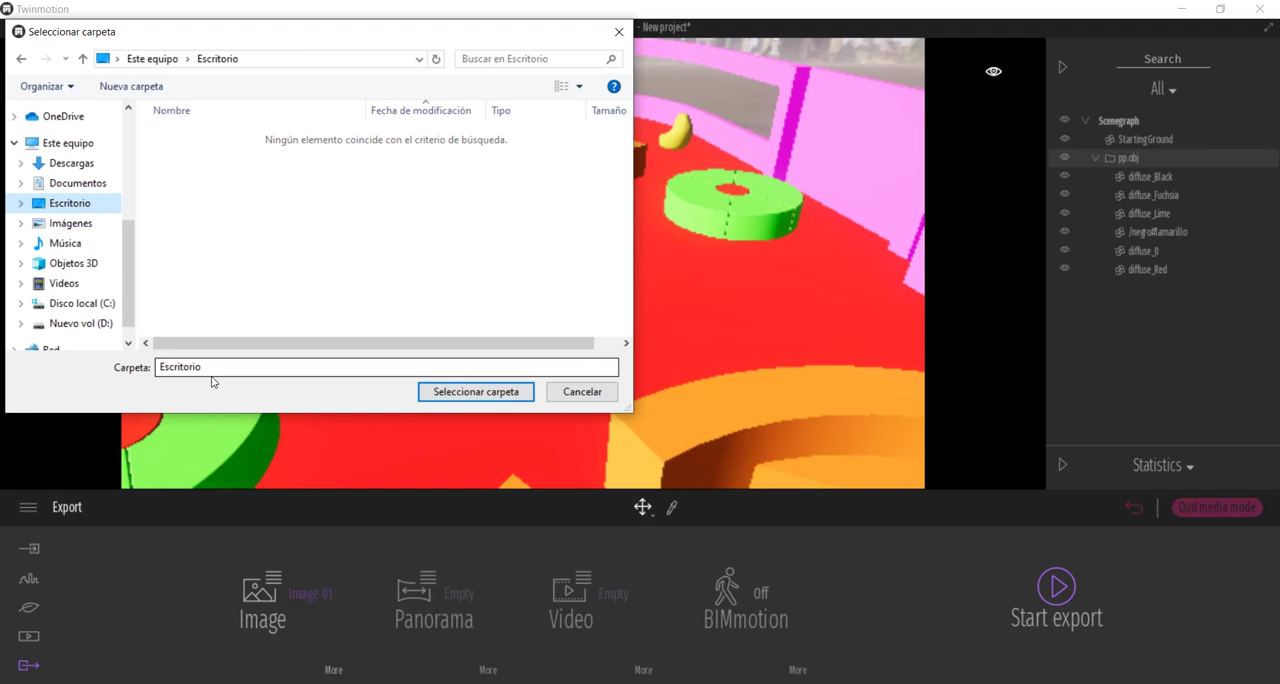 Twinmotion
Seleccionar carpeta
- New project*
Este equipo › Escritorio
Buscar en Escritorio
Search
Organizar
Nueva carpeta
All
Nombre
Fecha de modificación
Tipo
Tamaño
OneDrive
Ningún elemento coincide con el criterio de búsqueda.
Este equipo
Descargas
Documentos
Escritorio
Imágenes
Música
Objetos 3D
Videos
Disco local (C:)
Nuevo vol (D:)
Red
Scenegraph
StartingGround
pp.obj
diffuse_Black
diffuse_Fuchsia
diffuse_Lime
/negro#lamarillo
diffuse_0
diffuse_Red
Carpeta: Escritorio
Seleccionar carpeta
Cancelar
Statistics
Export
Quit media mode
Image 01
Image
Empty
Panorama
Empty
Video
Off
BIMmotion
Start export
More
More
More
More